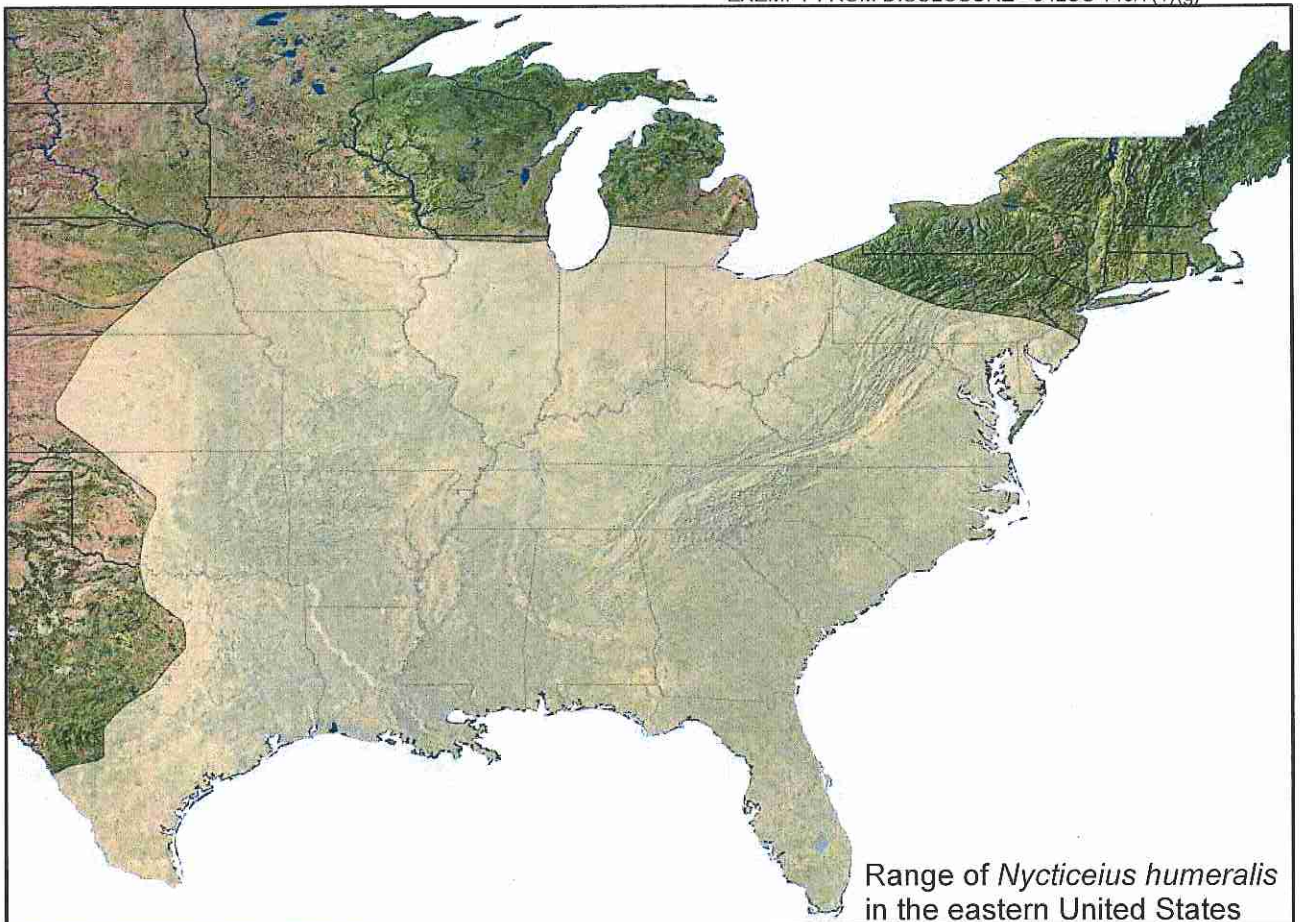 Range of Nycticeius humeralis
in the eastern United States